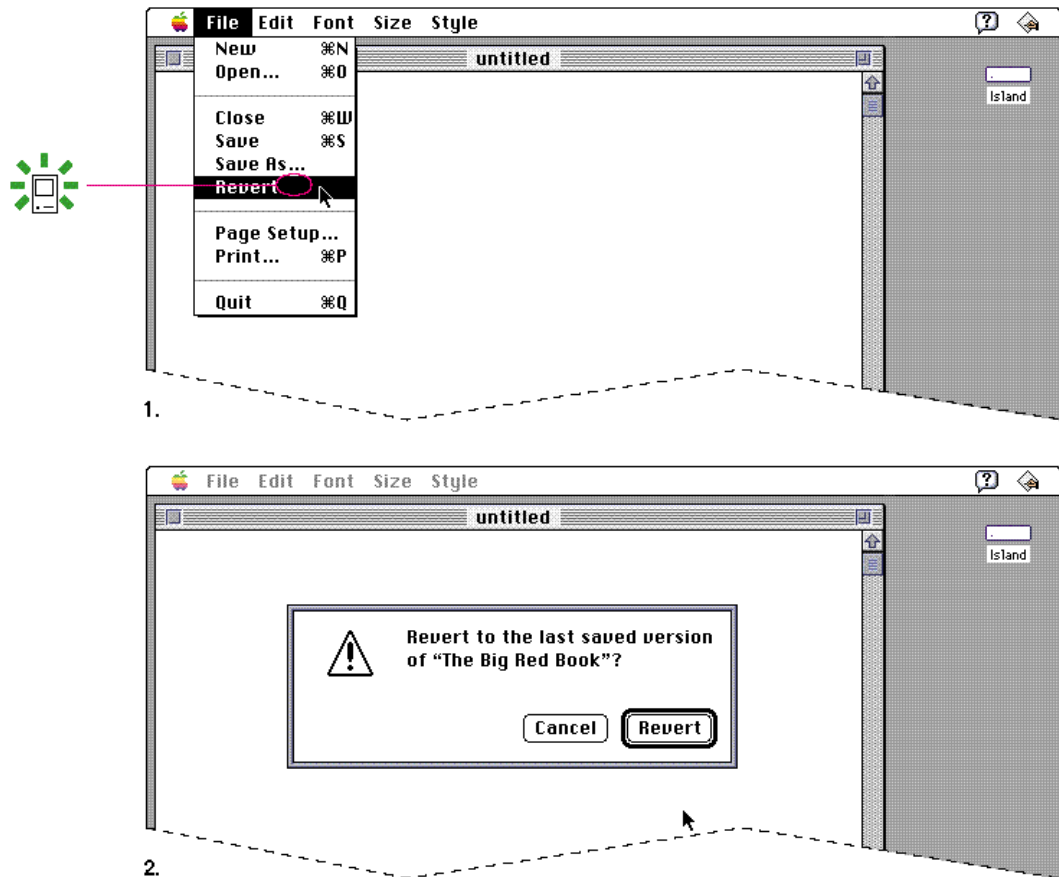 File Edit Font Size Style
New ⌘N
Open... ⌘O
Close ⌘W
Save ⌘S
Save As...
Revert
Page Setup...
Print... ⌘P
Quit ⌘Q
untitled
Island
1.
File Edit Font Size Style
untitled
Island
Revert to the last saved version
of “The Big Red Book”?
Cancel Revert
2.